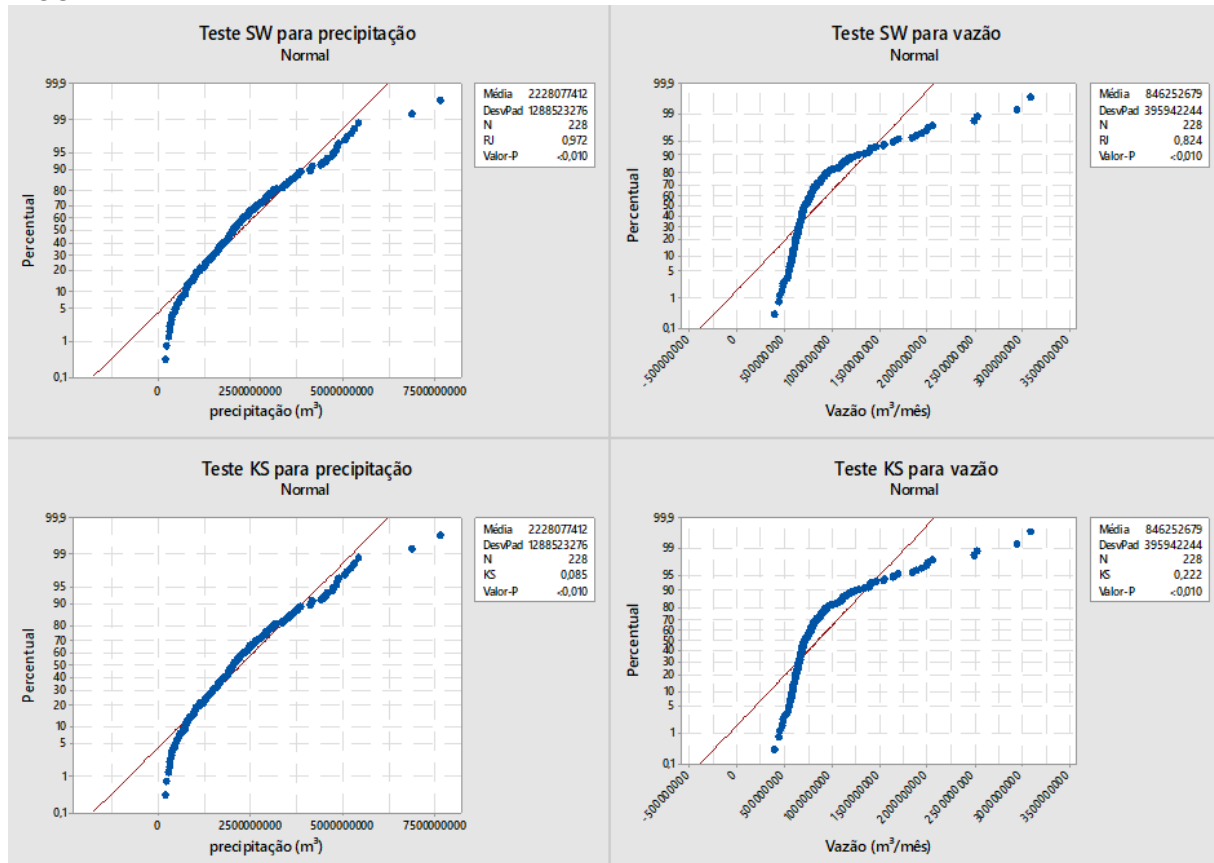 Teste SW para precipitação
Normal
99,9
99
95
90
80
70
60
50
40
30
20
10
5
1
0,1
Percentual
0
2500000000
5000000000
7500000000
precipitação (m³)
Média 2228077412
DesvPad 1288523276
N 228
RJ 0,972
Valor-P <0,010
Teste SW para vazão
Normal
99,9
99
95
90
80
70
60
50
40
30
20
10
5
1
0,1
Percentual
-500000000
0
500000000
1000000000
1500000000
2000000000
2500000000
3000000000
3500000000
Vazão (m³/mês)
Média 846252679
DesvPad 395942244
N 228
RJ 0,824
Valor-P <0,010
Teste KS para precipitação
Normal
99,9
99
95
90
80
70
60
50
40
30
20
10
5
1
0,1
Percentual
0
2500000000
5000000000
7500000000
precipitação (m³)
Média 2228077412
DesvPad 1288523276
N 228
KS 0,085
Valor-P <0,010
Teste KS para vazão
Normal
99,9
99
95
90
80
70
60
50
40
30
20
10
5
1
0,1
Percentual
-500000000
0
500000000
1000000000
1500000000
2000000000
2500000000
3000000000
3500000000
Vazão (m³/mês)
Média 846252679
DesvPad 395942244
N 228
KS 0,222
Valor-P <0,010